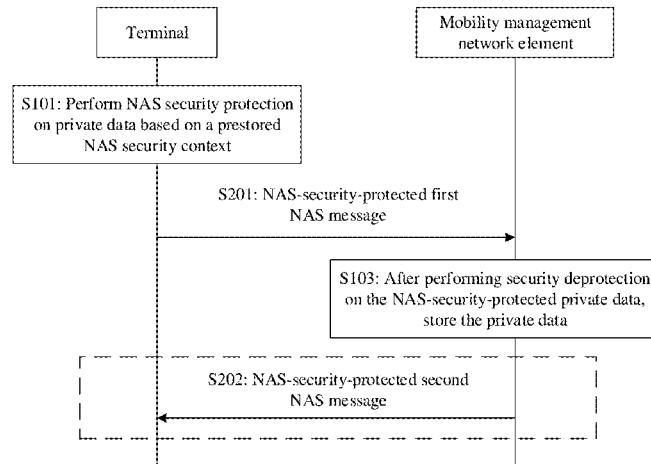 Terminal
Mobility management
network element
S101: Perform NAS security protection
on private data based on a prestored
NAS security context
S201: NAS-security-protected first
NAS message
S103: After performing security deprotection
on the NAS-security-protected private data,
store the private data
S202: NAS-security-protected second
NAS message